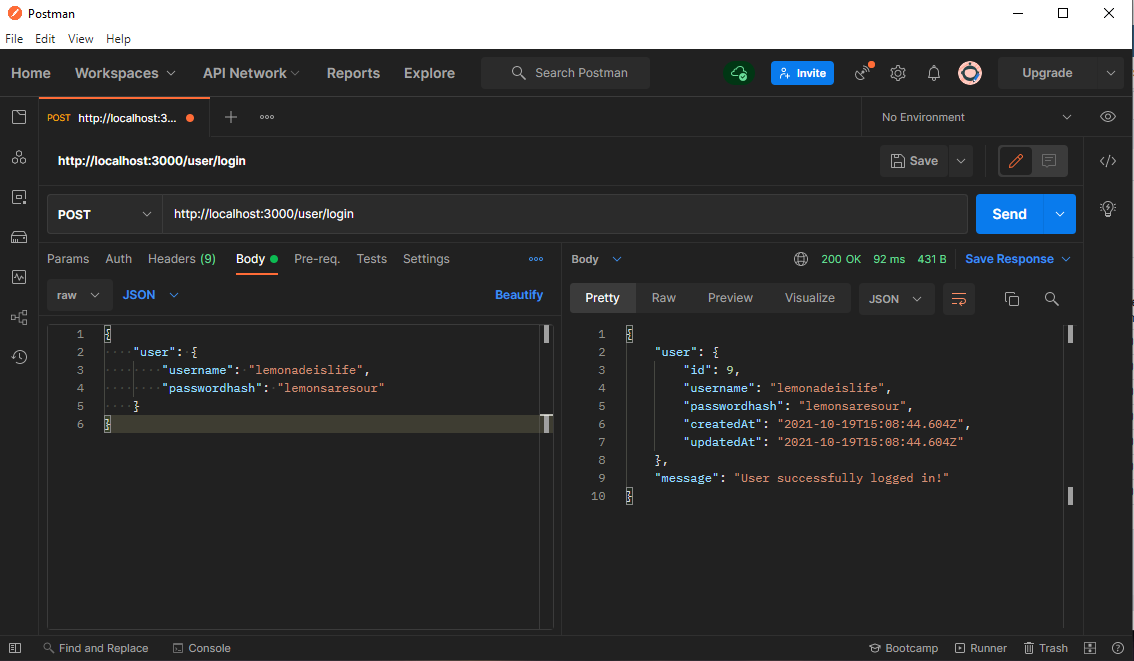 Postman
File Edit View Help
Home Workspaces API Network Reports Explore Search Postman Invite Upgrade
POST http://localhost:3... No Environment
http://localhost:3000/user/login Save
POST http://localhost:3000/user/login Send
Params Auth Headers (9) Body Pre-req. Tests Settings
raw JSON Beautify
1 {
2 "user": {
3 "username": "lemonadeislife",
4 "passwordhash": "lemonsaresour"
5 }
6 }
Body 200 OK 92 ms 431 B Save Response
Pretty Raw Preview Visualize JSON
1 {
2 "user": {
3 "id": 9,
4 "username": "lemonadeislife",
5 "passwordhash": "lemonsaresour",
6 "createdAt": "2021-10-19T15:08:44.604Z",
7 "updatedAt": "2021-10-19T15:08:44.604Z"
8 },
9 "message": "User successfully logged in!"
10 }
Find and Replace Console Bootcamp Runner Trash